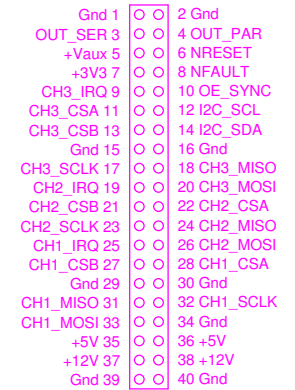 Gnd 1 2 Gnd
OUT_SER 3 4 OUT_PAR
+Vaux 5 6 NRESET
+3V3 7 8 NFAULT
CH3_IRQ 9 10 OE_SYNC
CH3_CSA 11 12 I2C_SCL
CH3_CSB 13 14 I2C_SDA
Gnd 15 16 Gnd
CH3_SCLK 17 18 CH3_MISO
CH2_IRQ 19 20 CH3_MOSI
CH2_CSB 21 22 CH2_CSA
CH2_SCLK 23 24 CH2_MISO
CH1_IRQ 25 26 CH2_MOSI
CH1_CSB 27 28 CH1_CSA
Gnd 29 30 Gnd
CH1_MISO 31 32 CH1_SCLK
CH1_MOSI 33 34 Gnd
+5V 35 36 +5V
+12V 37 38 +12V
Gnd 39 40 Gnd